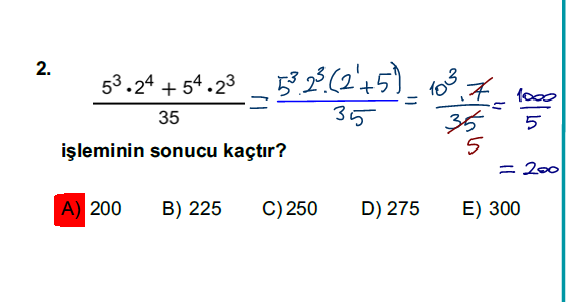 2.
5³.2⁴ + 5⁴.2³ / 35 = 5³.2³.(2¹+5¹) / 35 = 10³.7 / 35 5 = 1000 / 5
= 200
işleminin sonucu kaçtır?
A) 200 B) 225 C) 250 D) 275 E) 300